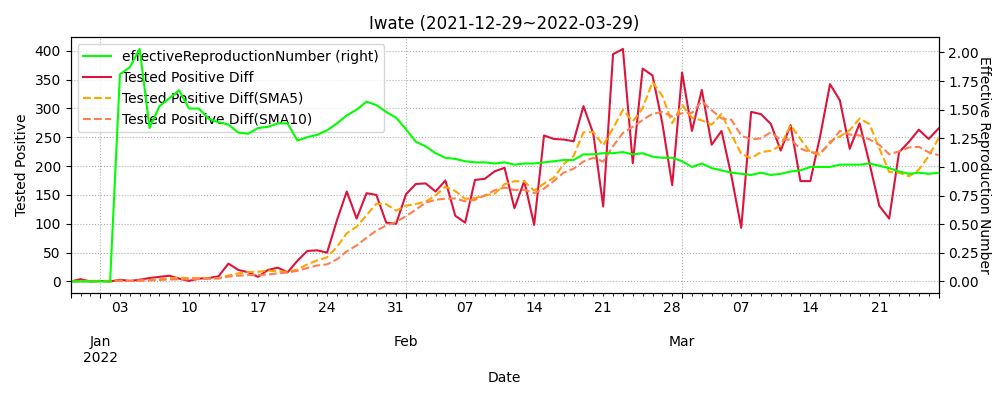 Iwate (2021-12-29~2022-03-29)
effectiveReproductionNumber (right)
Tested Positive Diff
Tested Positive Diff(SMA5)
Tested Positive Diff(SMA10)
Tested Positive
400
350
300
250
200
150
100
50
0
2.00
1.75
1.50
1.25
1.00
0.75
0.50
0.25
0.00
Effective Reproduction Number
03 10 17 24 31 07 14 21 28 07 14 21
Jan Feb Mar
2022
Date